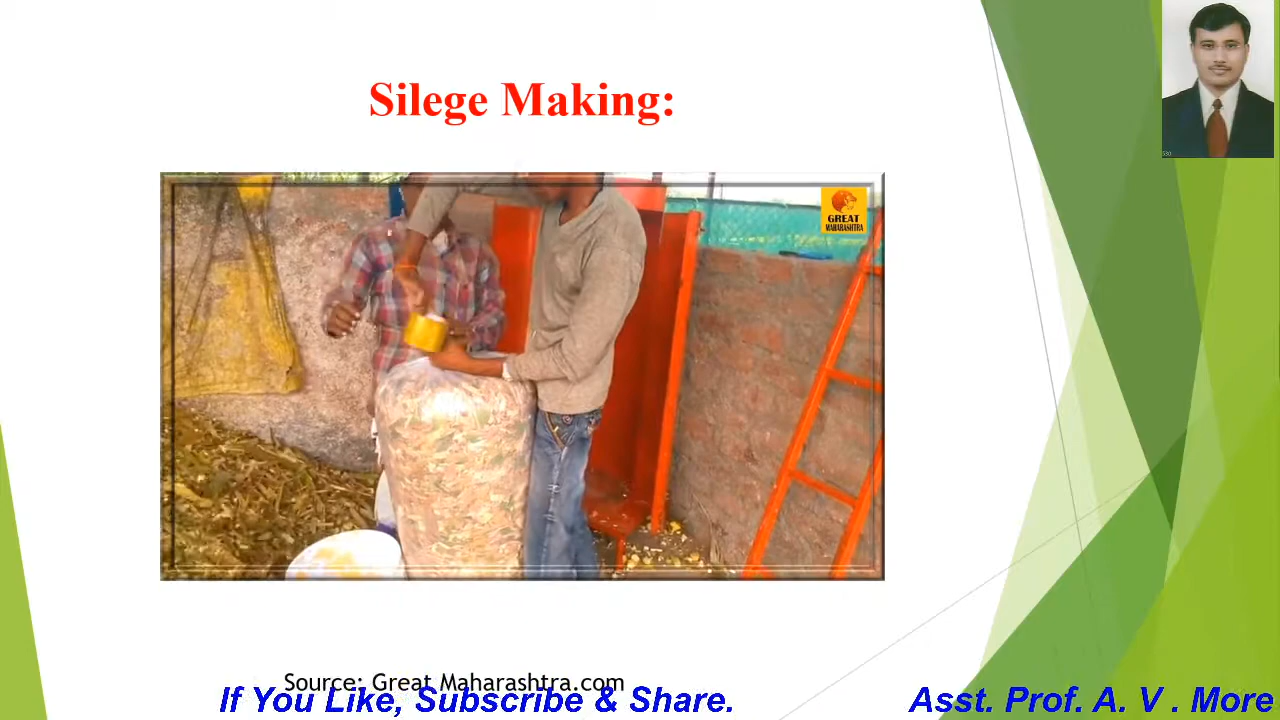 Silege Making:
GREAT
MAHARASHTRA
Source: Great Maharashtra.com
If You Like, Subscribe & Share.
Asst. Prof. A. V . More